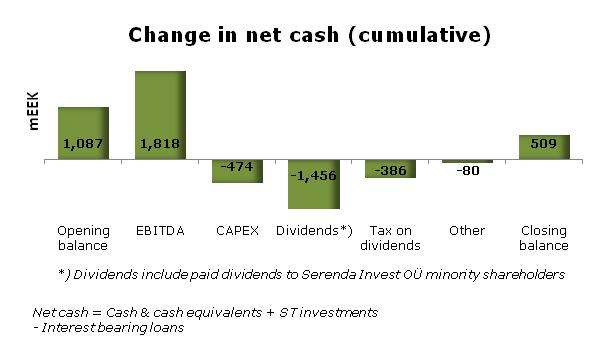 Change in net cash (cumulative)
mEEK
1,087
1,818
-474
-1,456
-386
-80
509
Opening balance
EBITDA
CAPEX
Dividends*)
Tax on dividends
Other
Closing balance
*) Dividends include paid dividends to Serenda Invest OÜ minority shareholders
Net cash = Cash & cash equivalents + ST investments
- Interest bearing loans